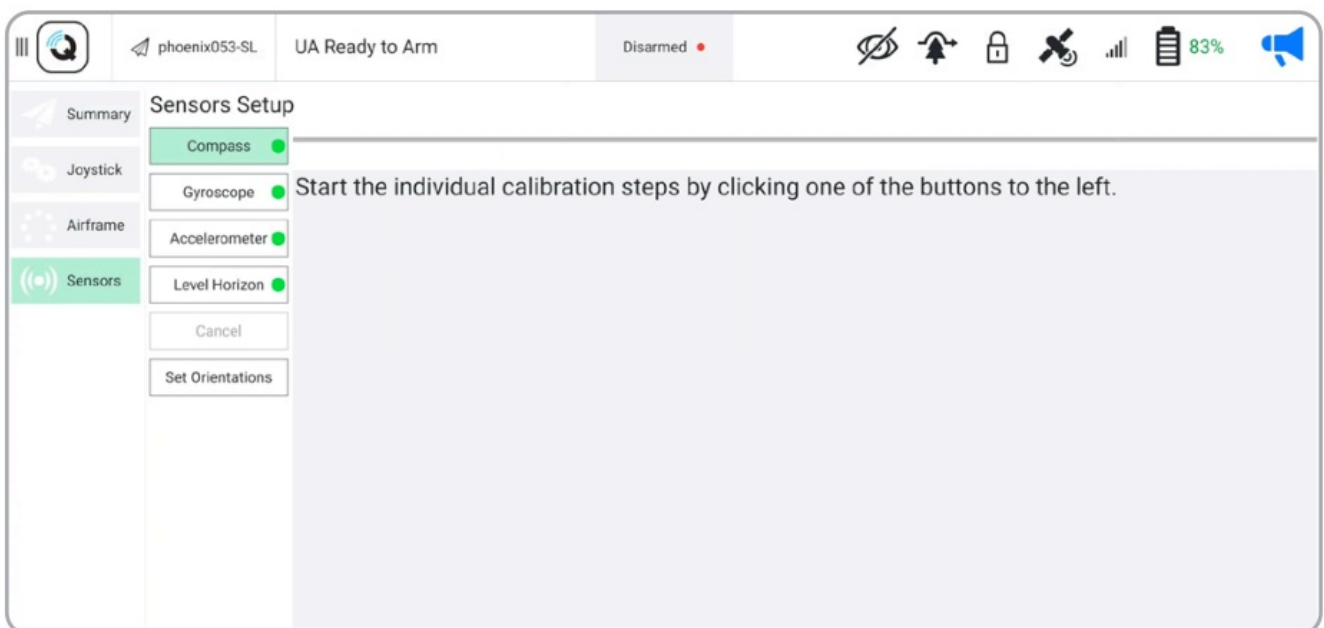 phoenix053-SL
UA Ready to Arm
Disarmed
83%
Summary
Joystick
Airframe
Sensors
Sensors Setup
Compass
Gyroscope
Accelerometer
Level Horizon
Cancel
Set Orientations
Start the individual calibration steps by clicking one of the buttons to the left.